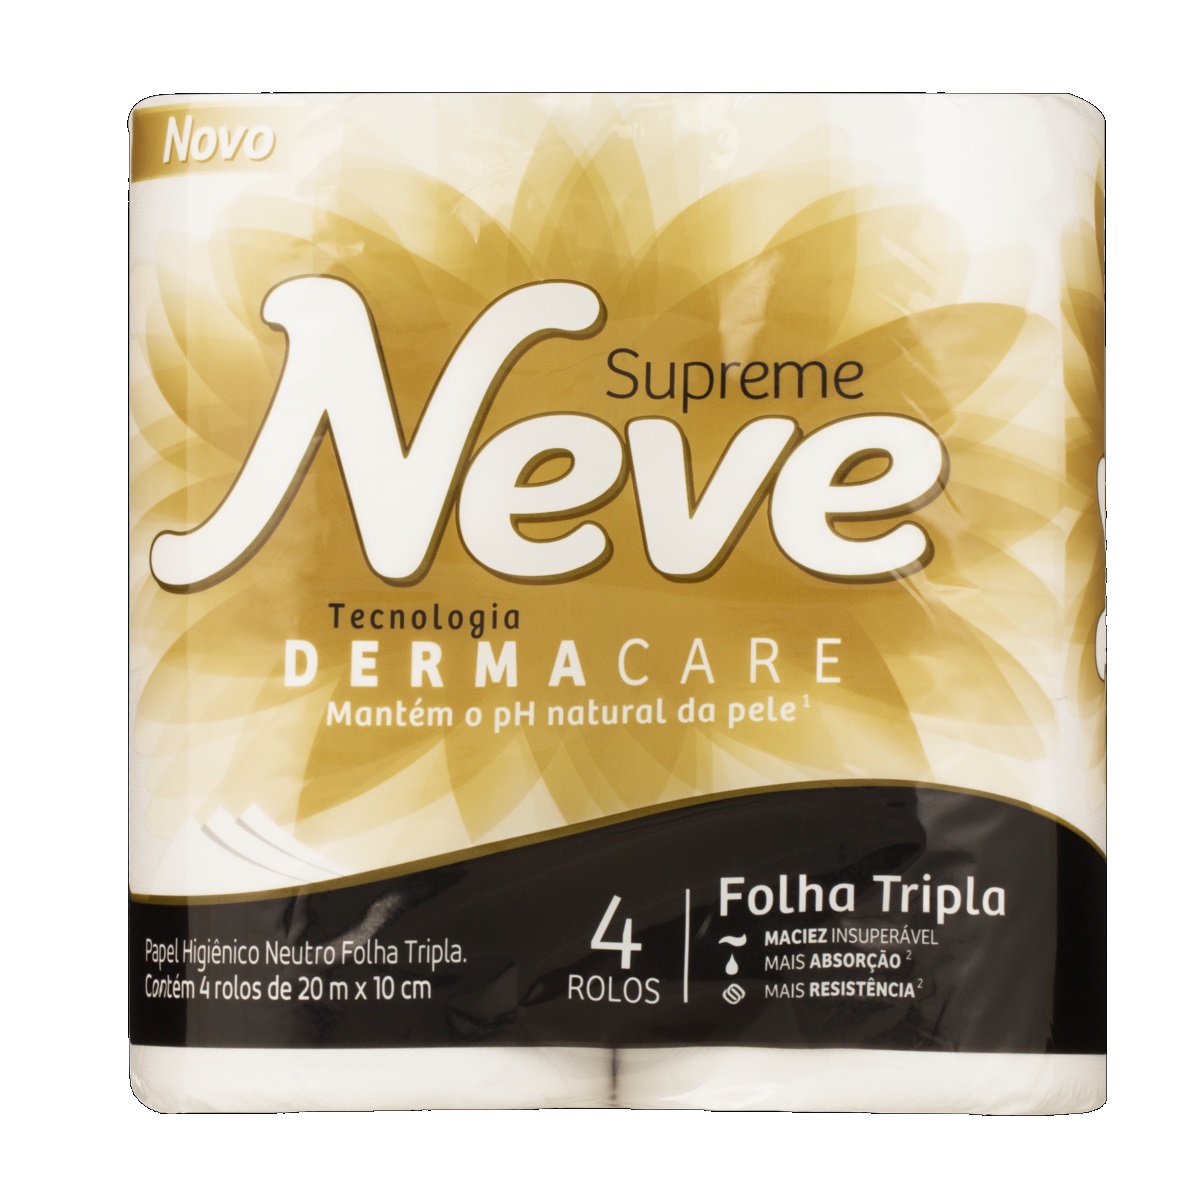 Novo
Supreme
Neve
Tecnologia
DERMACARE
Mantém o pH natural da pele¹
Papel Higiênico Neutro Folha Tripla.
Contém 4 rolos de 20 m x 10 cm
4
ROLOS
Folha Tripla
MACIEZ INSUPERÁVEL
MAIS ABSORÇÃO²
MAIS RESISTÊNCIA²